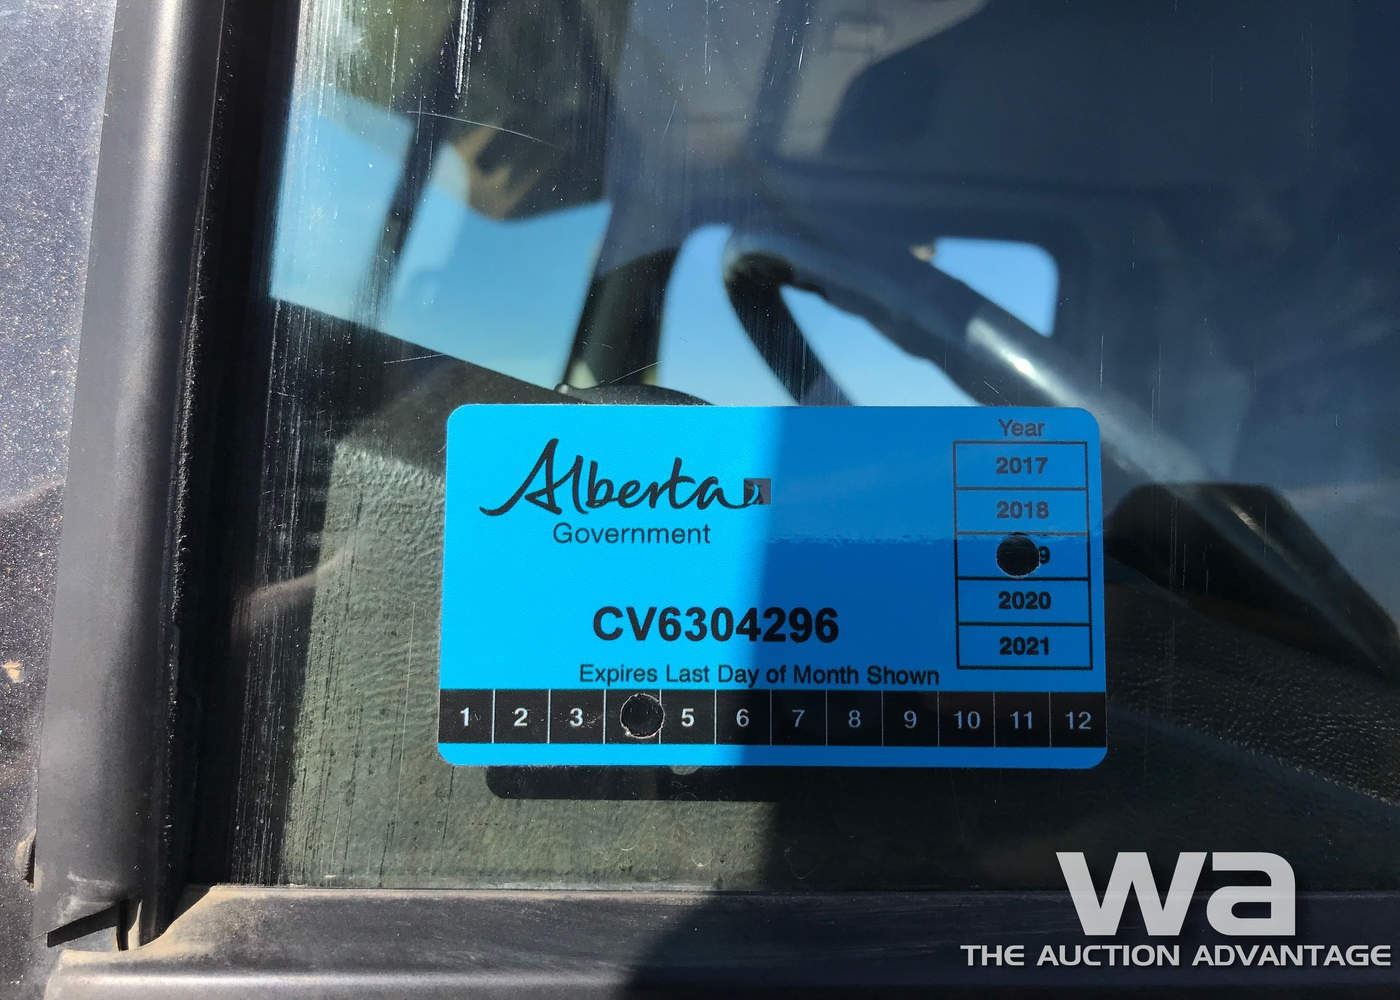 Alberta
Government
Year
2017
2018
9
2020
2021
CV6304296
Expires Last Day of Month Shown
1 2 3 5 6 7 8 9 10 11 12
wa
THE AUCTION ADVANTAGE